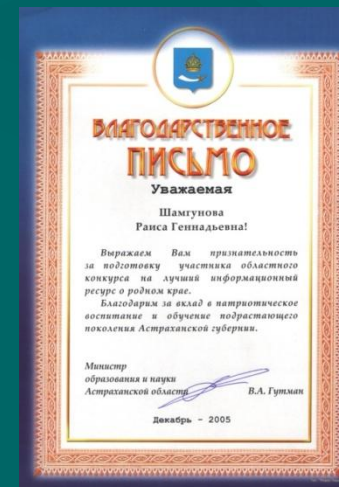 БЛАГОДАРСТВЕННОЕ
ПИСЬМО
Уважаемая
Шамгунова
Раиса Геннадьевна!
Выражаем Вам признательность
за подготовку участника областного
конкурса на лучший информационный
ресурс о родном крае.
Благодарим за вклад в патриотическое
воспитание и обучение подрастающего
поколения Астраханской губернии.
Министр
образования и науки
Астраханской области В.А. Гутман
Декабрь - 2005